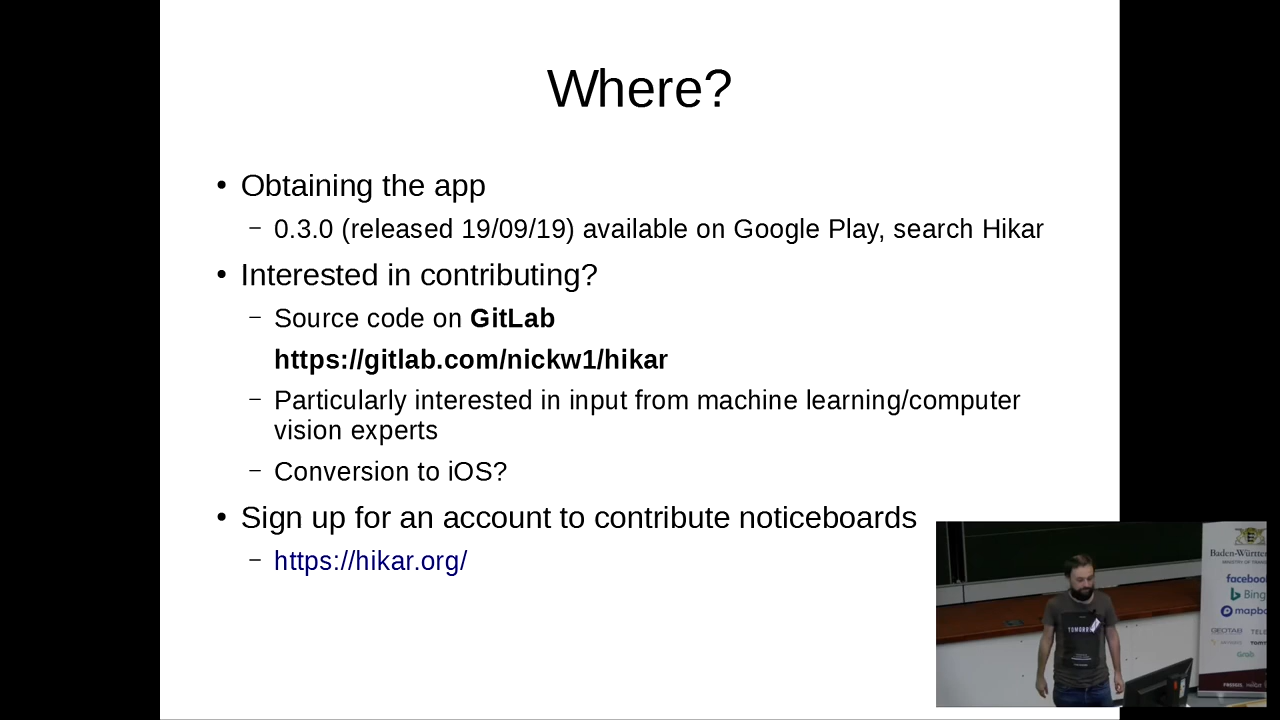 Where?
• Obtaining the app
– 0.3.0 (released 19/09/19) available on Google Play, search Hikar
• Interested in contributing?
– Source code on GitLab
https://gitlab.com/nickw1/hikar
– Particularly interested in input from machine learning/computer
vision experts
– Conversion to iOS?
• Sign up for an account to contribute noticeboards
– https://hikar.org/
Baden-Württe
faceboo
Bing
mapbo
GEOTAB TELE
Grab